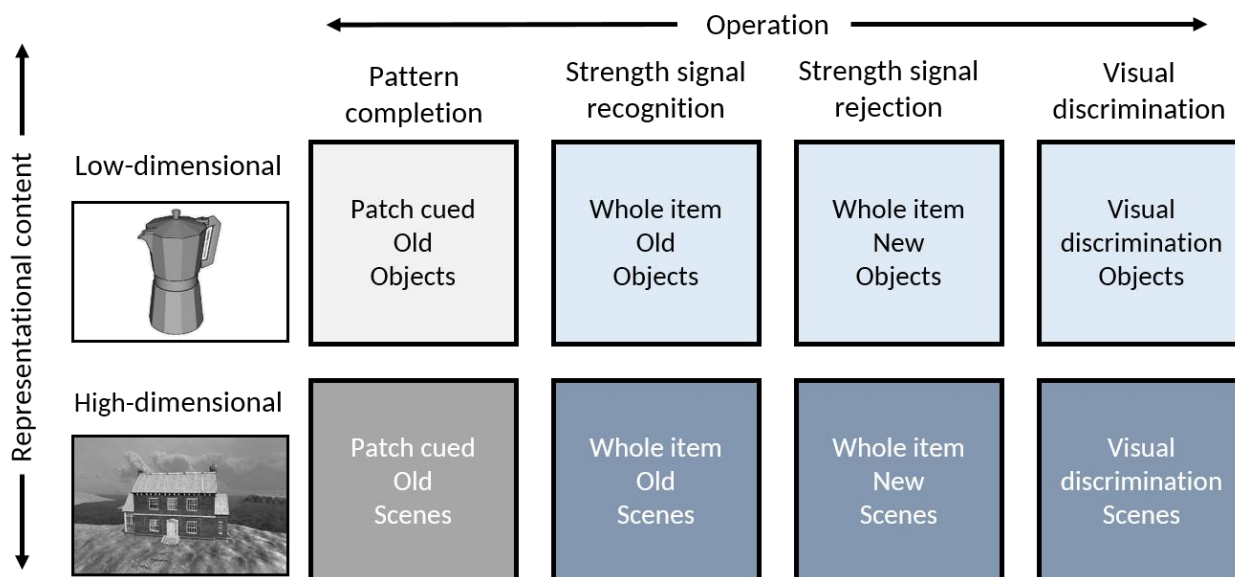 Operation
Representational content
Pattern
completion
Strength signal
recognition
Strength signal
rejection
Visual
discrimination
Low-dimensional
Patch cued
Old
Objects
Whole item
Old
Objects
Whole item
New
Objects
Visual
discrimination
Objects
High-dimensional
Patch cued
Old
Scenes
Whole item
Old
Scenes
Whole item
New
Scenes
Visual
discrimination
Scenes